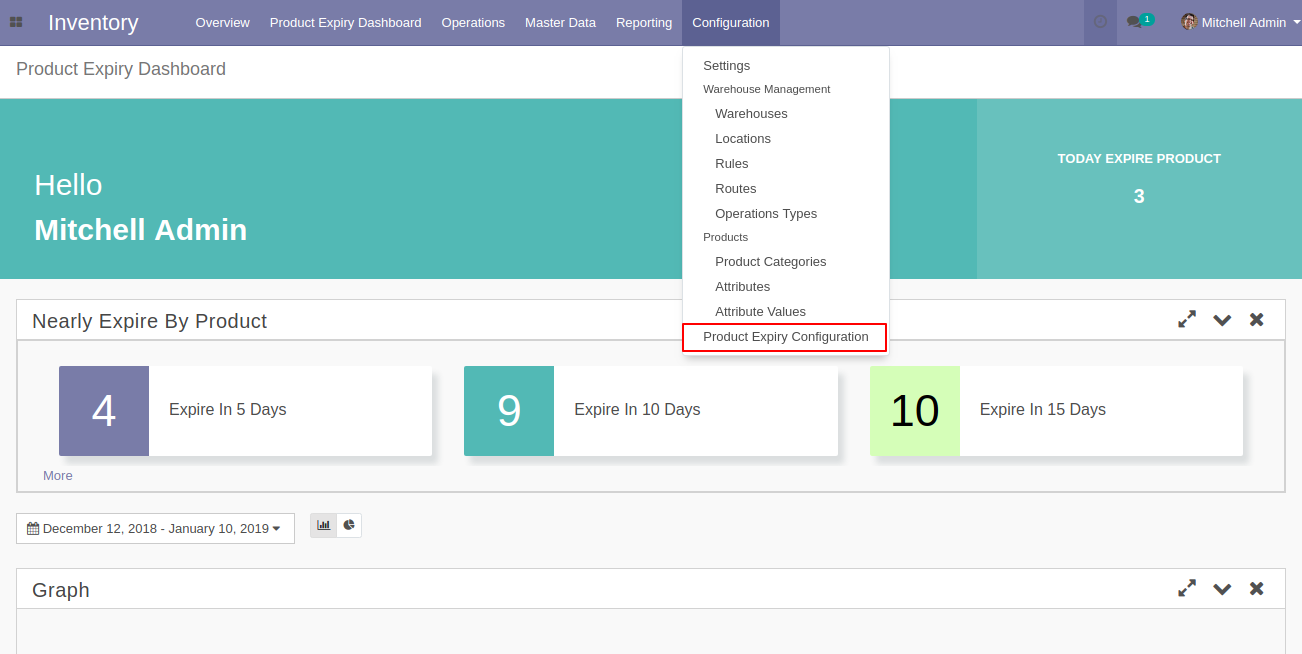 Inventory Overview Product Expiry Dashboard Operations Master Data Reporting Configuration 1 Mitchell Admin
Product Expiry Dashboard
Settings
Warehouse Management
Warehouses
Locations
Rules
Routes
Operations Types
Products
Product Categories
Attributes
Attribute Values
Product Expiry Configuration
Hello
Mitchell Admin
TODAY EXPIRE PRODUCT
3
Nearly Expire By Product
4 Expire In 5 Days
9 Expire In 10 Days
10 Expire In 15 Days
More
December 12, 2018 - January 10, 2019
Graph